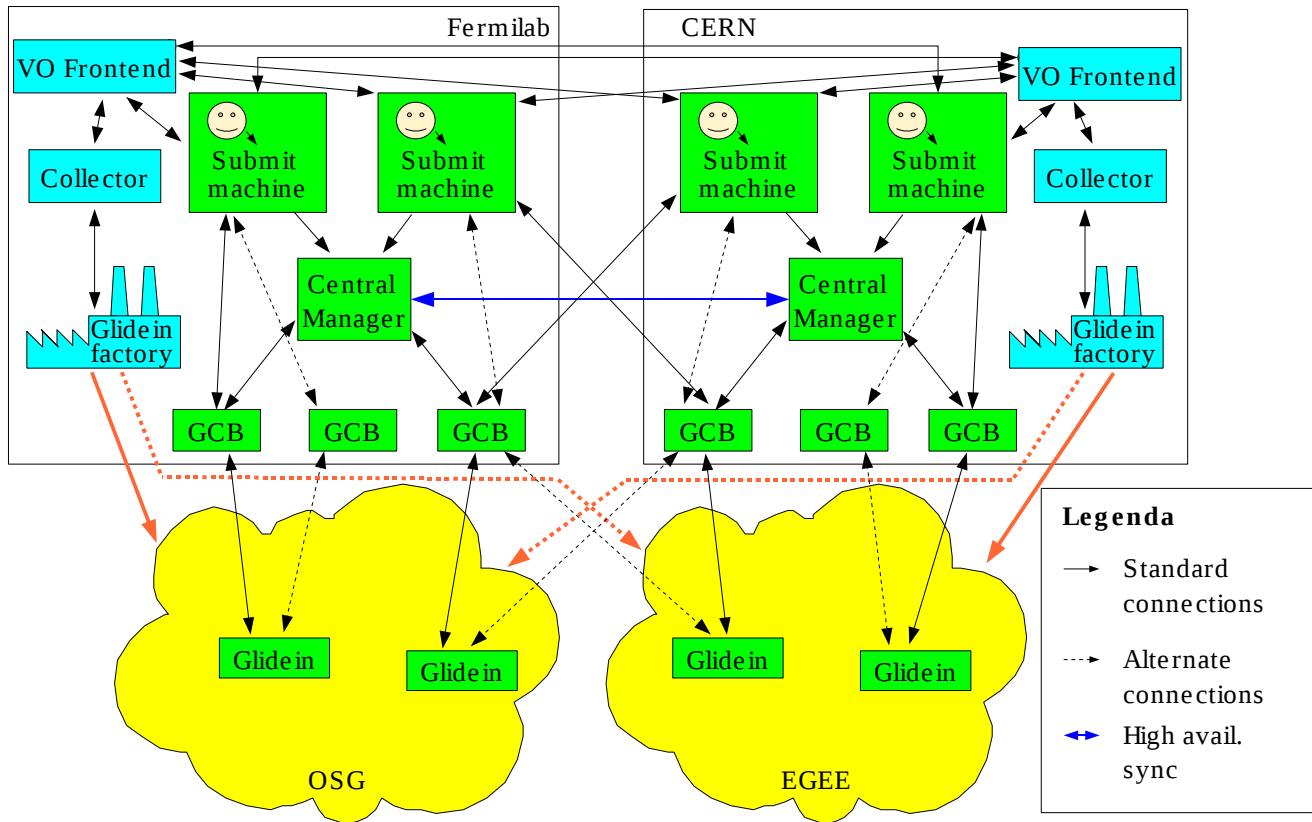 Fermilab
CERN
VO Frontend
VO Frontend
Submit
machine
Submit
machine
Submit
machine
Submit
machine
Collector
Collector
Central
Manager
Central
Manager
Glidein
factory
Glidein
factory
GCB
GCB
GCB
GCB
GCB
GCB
Legenda
Standard
connections
Alternate
connections
High avail.
sync
Glidein
Glidein
Glidein
Glidein
OSG
EGEE